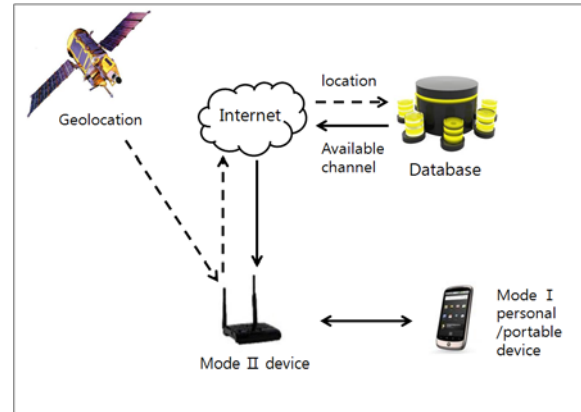 Geolocation
Internet
location
Available
channel
Database
Mode Ⅱ device
Mode Ⅰ
personal
/portable
device